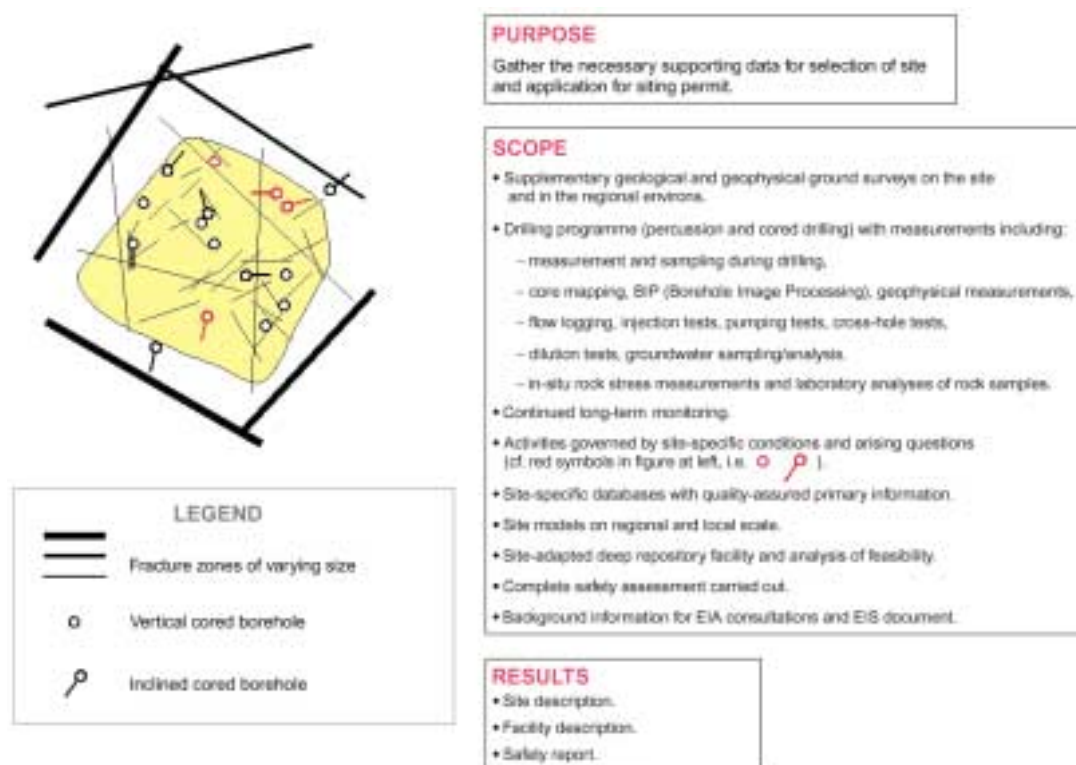 PURPOSE
Gather the necessary supporting data for selection of site
and application for siting permit.
SCOPE
• Supplementary geological and geophysical ground surveys on the site
and in the regional environs.
• Drilling programme (percussion and cored drilling) with measurements including:
– measurement and sampling during drilling,
– core mapping, BIP (Borehole Image Processing), geophysical measurements,
– flow logging, injection tests, pumping tests, cross-hole tests,
– dilution tests, groundwater sampling/analysis.
– in-situ rock stress measurements and laboratory analyses of rock samples.
• Continued long-term monitoring.
• Activities governed by site-specific conditions and arising questions
(cf. red symbols in figure at left, i.e. ).
• Site-specific databases with quality-assured primary information.
• Site models on regional and local scale.
• Site-adapted deep repository facility and analysis of feasibility.
• Complete safety assessment carried out.
• Background information for EIA consultations and EIS document.
LEGEND
Fracture zones of varying size
Vertical cored borehole
Inclined cored borehole
RESULTS
• Site description.
• Facility description.
• Safety report.